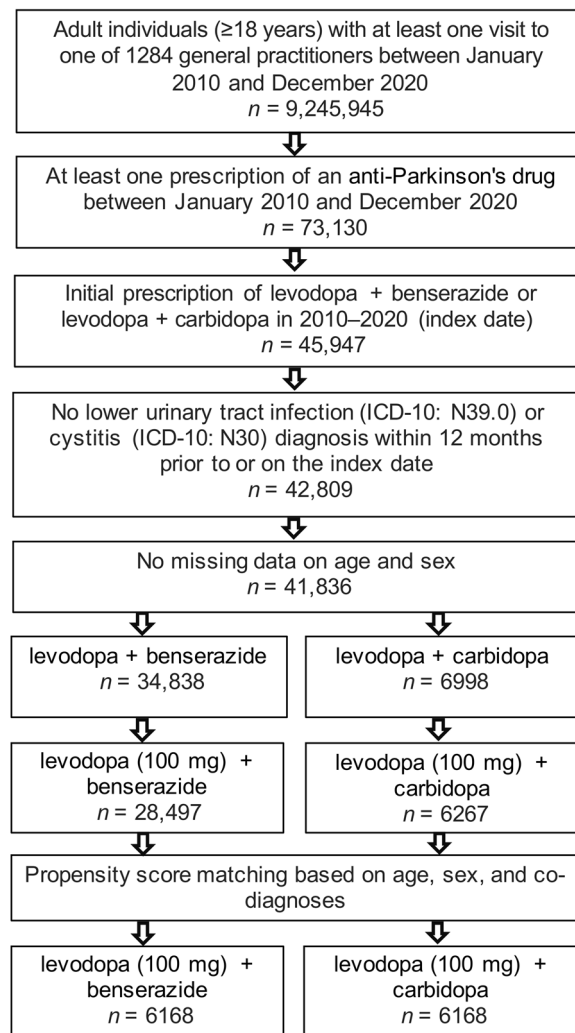 Adult individuals (≥18 years) with at least one visit to
one of 1284 general practitioners between January
2010 and December 2020
n = 9,245,945
At least one prescription of an anti-Parkinson's drug
between January 2010 and December 2020
n = 73,130
Initial prescription of levodopa + benserazide or
levodopa + carbidopa in 2010–2020 (index date)
n = 45,947
No lower urinary tract infection (ICD-10: N39.0) or
cystitis (ICD-10: N30) diagnosis within 12 months
prior to or on the index date
n = 42,809
No missing data on age and sex
n = 41,836
levodopa + benserazide
n = 34,838
levodopa + carbidopa
n = 6998
levodopa (100 mg) +
benserazide
n = 28,497
levodopa (100 mg) +
carbidopa
n = 6267
Propensity score matching based on age, sex, and co-
diagnoses
levodopa (100 mg) +
benserazide
n = 6168
levodopa (100 mg) +
carbidopa
n = 6168